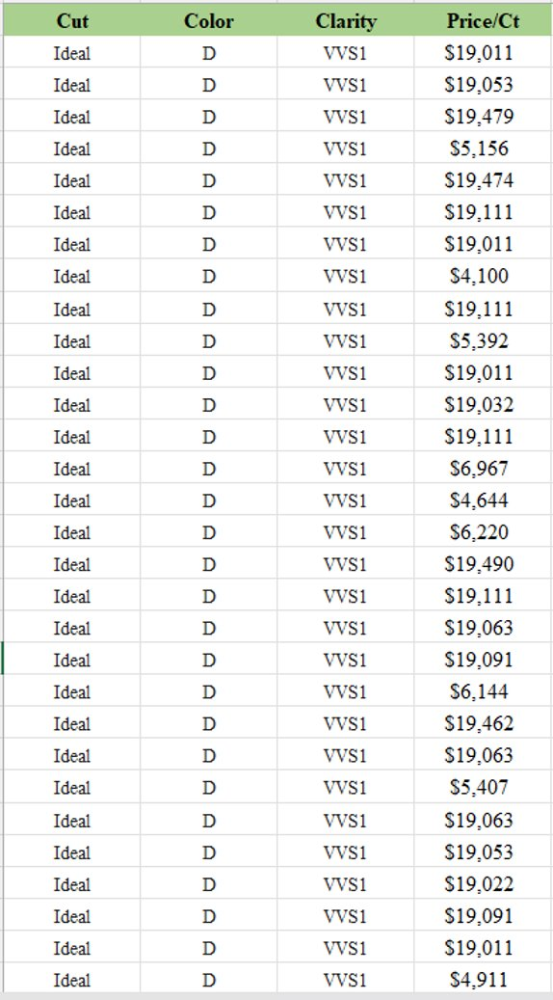 Cut Color Clarity Price/Ct
Ideal D VVS1 $19,011
Ideal D VVS1 $19,053
Ideal D VVS1 $19,479
Ideal D VVS1 $5,156
Ideal D VVS1 $19,474
Ideal D VVS1 $19,111
Ideal D VVS1 $19,011
Ideal D VVS1 $4,100
Ideal D VVS1 $19,111
Ideal D VVS1 $5,392
Ideal D VVS1 $19,011
Ideal D VVS1 $19,032
Ideal D VVS1 $19,111
Ideal D VVS1 $6,967
Ideal D VVS1 $4,644
Ideal D VVS1 $6,220
Ideal D VVS1 $19,490
Ideal D VVS1 $19,111
Ideal D VVS1 $19,063
Ideal D VVS1 $19,091
Ideal D VVS1 $6,144
Ideal D VVS1 $19,462
Ideal D VVS1 $19,063
Ideal D VVS1 $5,407
Ideal D VVS1 $19,063
Ideal D VVS1 $19,053
Ideal D VVS1 $19,022
Ideal D VVS1 $19,091
Ideal D VVS1 $19,011
Ideal D VVS1 $4,911